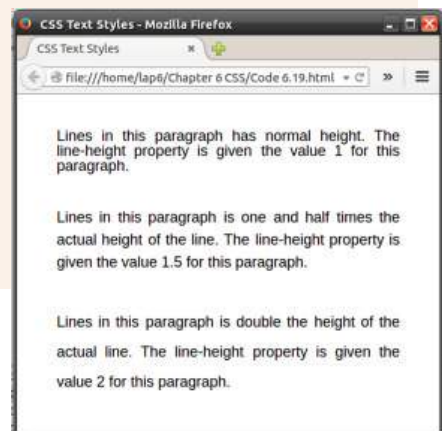 CSS Text Styles - Mozilla Firefox
CSS Text Styles
file:///home/lap6/Chapter 6 CSS/Code 6.19.html
Lines in this paragraph has normal height. The
line-height property is given the value 1 for this
paragraph.
Lines in this paragraph is one and half times the
actual height of the line. The line-height property is
given the value 1.5 for this paragraph.
Lines in this paragraph is double the height of the
actual line. The line-height property is given the
value 2 for this paragraph.